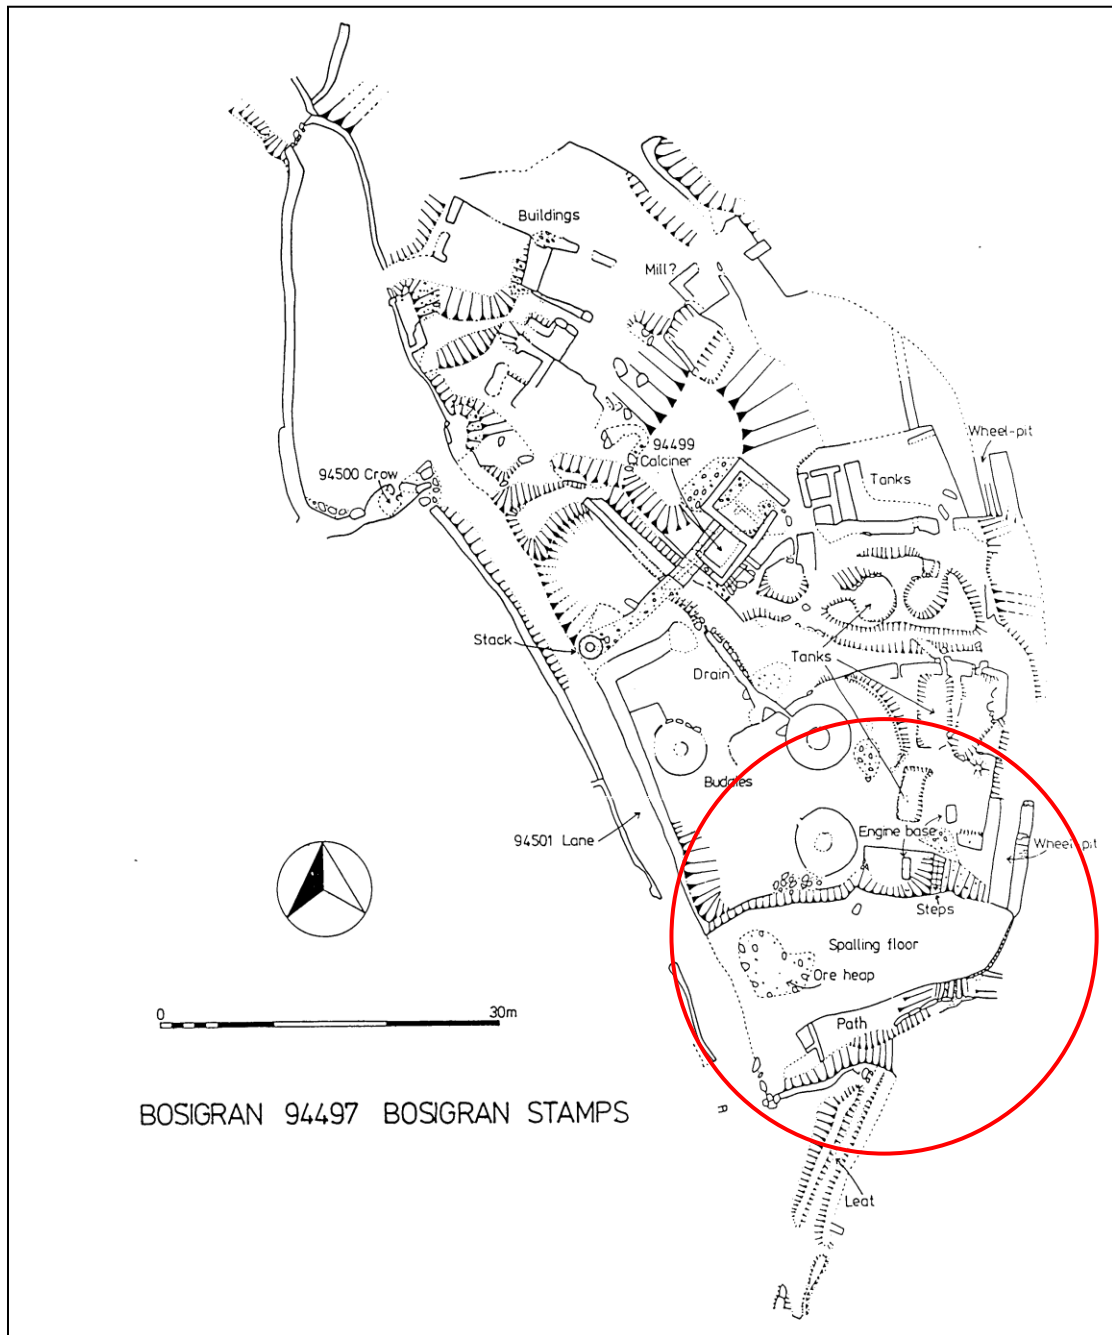 Buildings
Mill?
Wheel-pit
94499
Calciner
94500 Crow
Tanks
Stack
Tanks
Drain
Buddles
94501 Lane
Engine base
Wheel-pit
Steps
Spalling floor
Ore heap
0
30m
Path
BOSIGRAN 94497 BOSIGRAN STAMPS
Leat